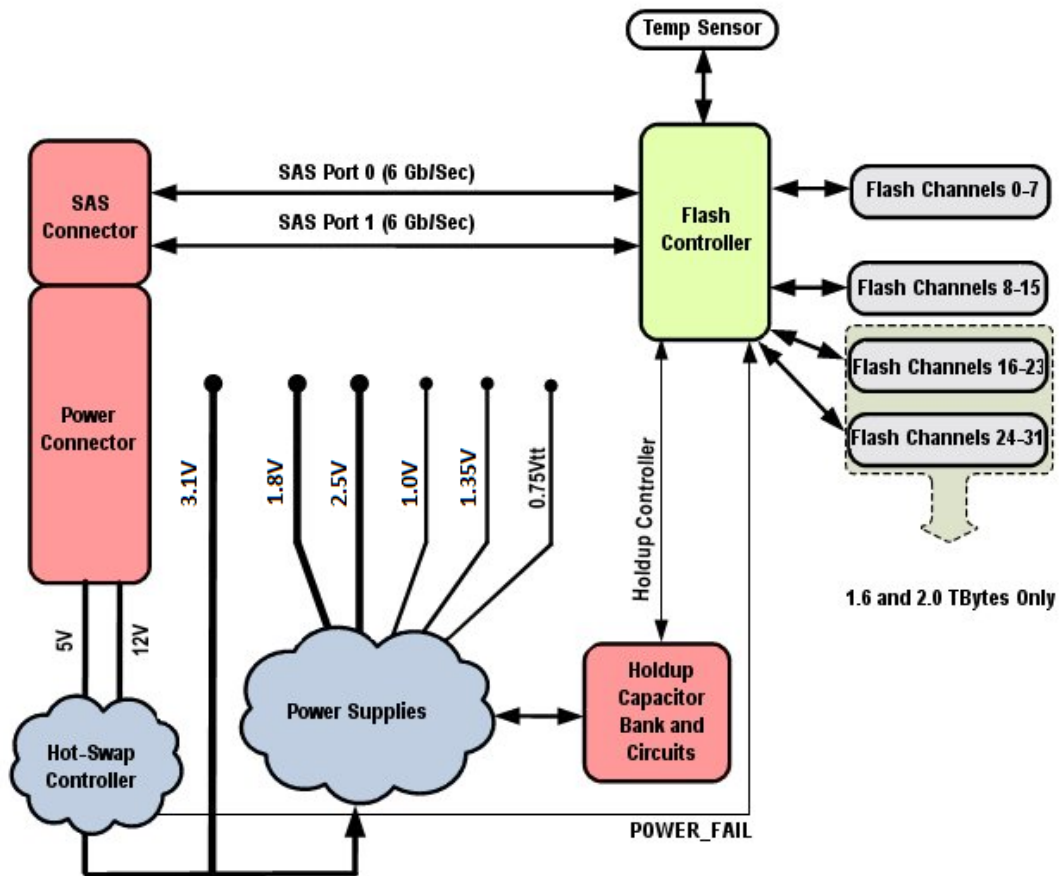 Temp Sensor
SAS Port 0 (6 Gb/Sec)
SAS Port 1 (6 Gb/Sec)
SAS
Connector
Flash
Controller
Flash Channels 0-7
Flash Channels 8-15
Flash Channels 16-23
Flash Channels 24-31
1.6 and 2.0 TBytes Only
Power
Connector
3.1V
1.8V
2.5V
1.0V
1.35V
0.75Vtt
Holdup Controller
5V
12V
Hot-Swap
Controller
Power Supplies
Holdup
Capacitor
Bank and
Circuits
POWER_FAIL